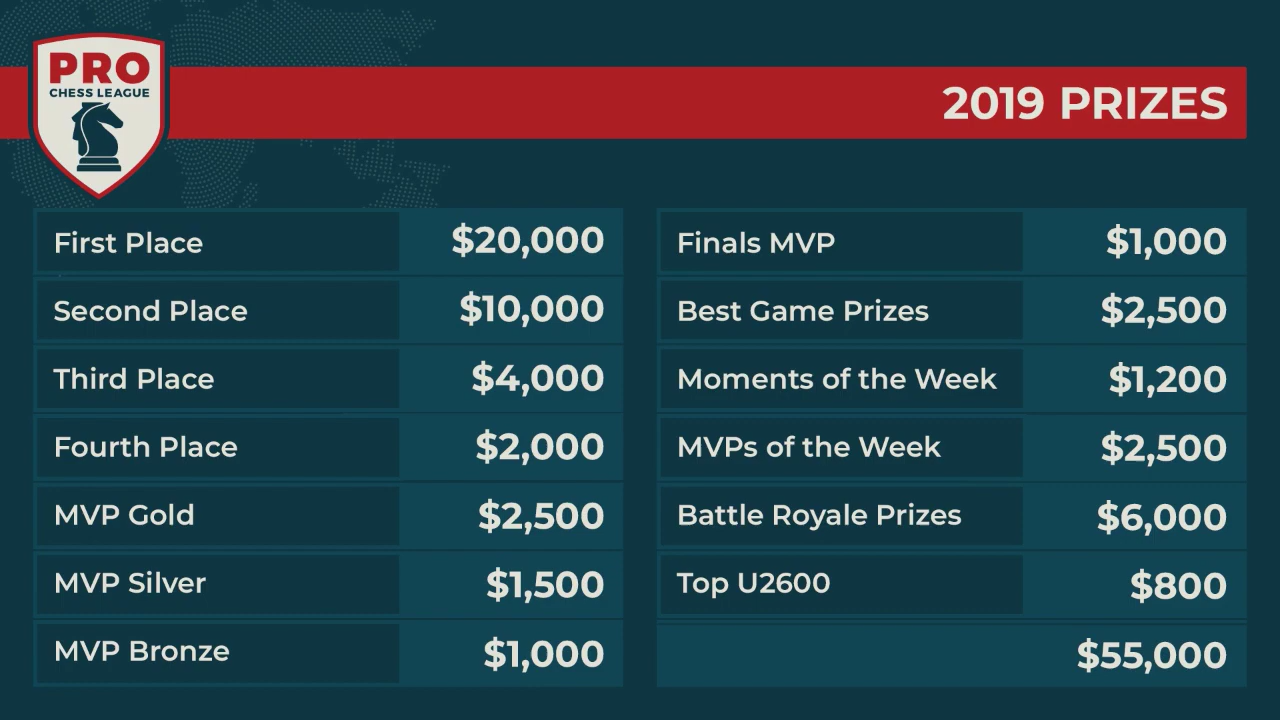 PRO
CHESS LEAGUE
2019 PRIZES
First Place $20,000
Second Place $10,000
Third Place $4,000
Fourth Place $2,000
MVP Gold $2,500
MVP Silver $1,500
MVP Bronze $1,000
Finals MVP $1,000
Best Game Prizes $2,500
Moments of the Week $1,200
MVPs of the Week $2,500
Battle Royale Prizes $6,000
Top U2600 $800
$55,000